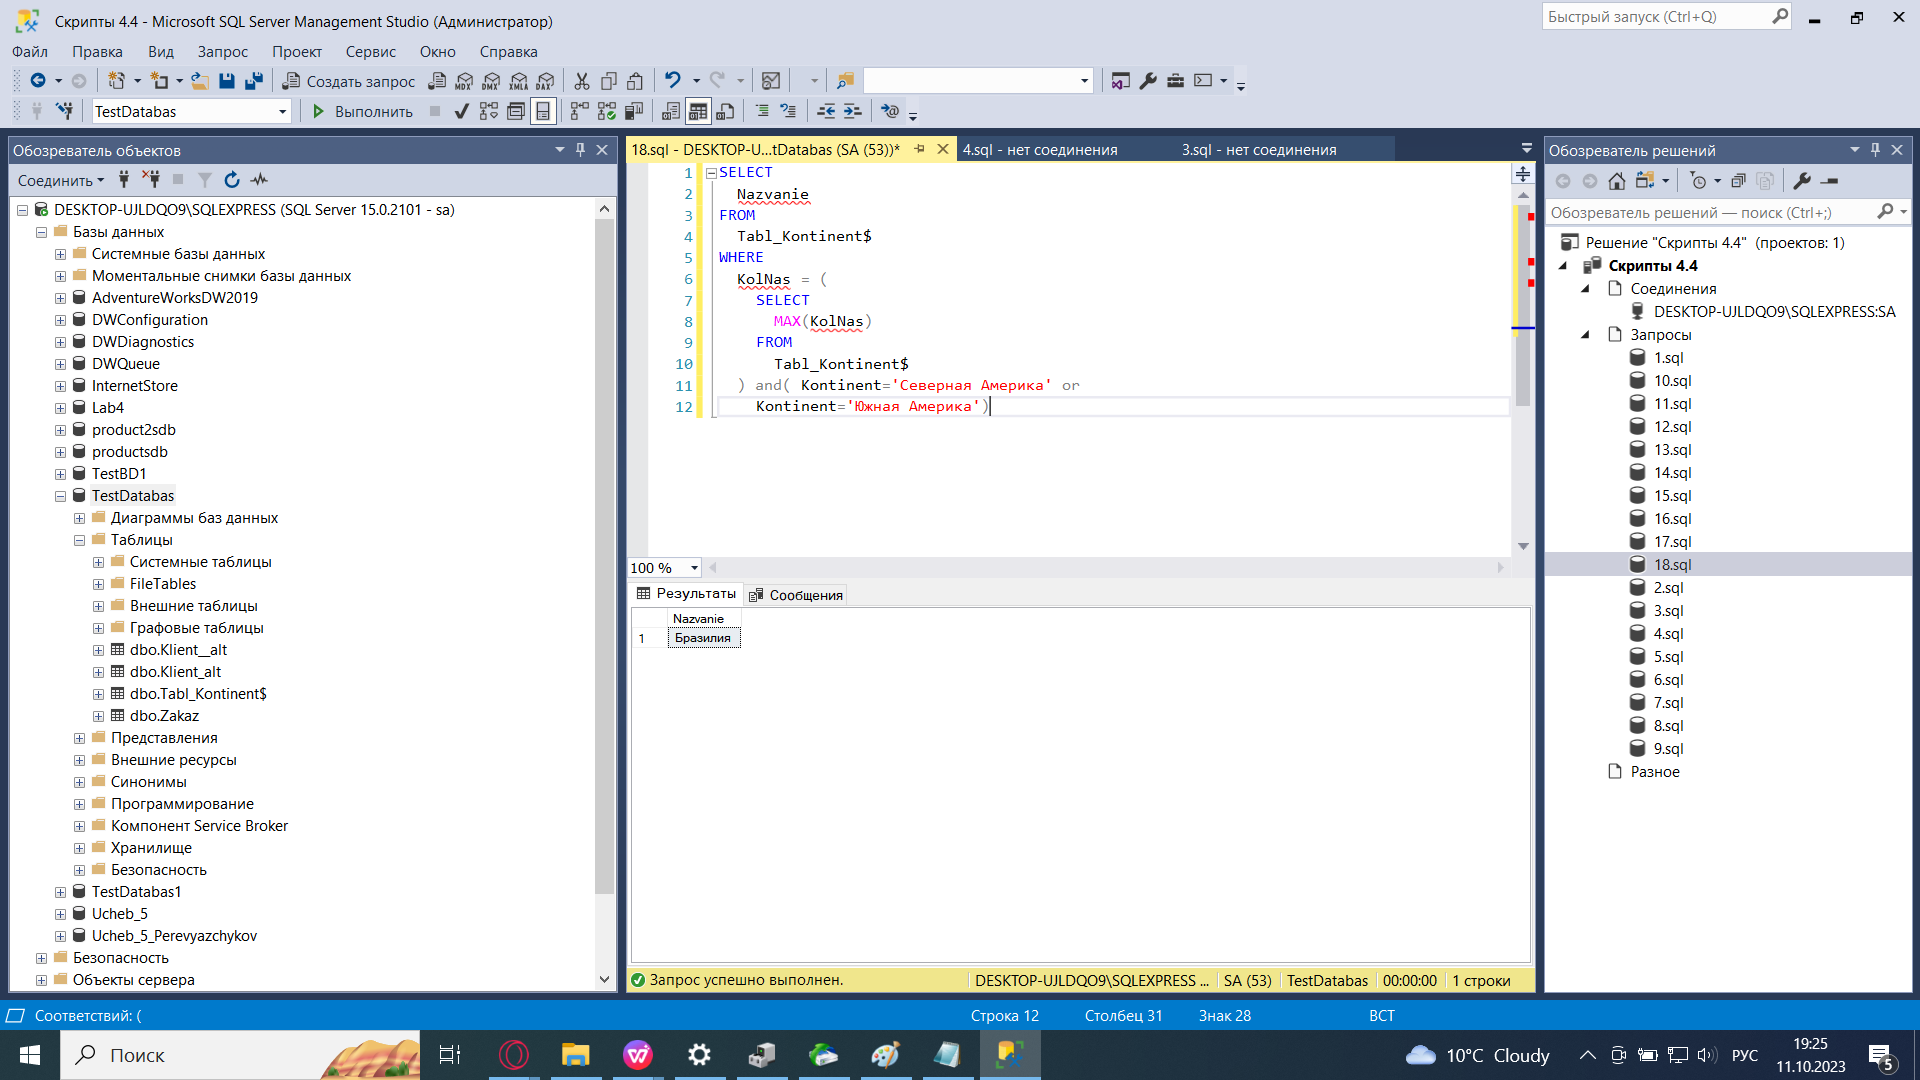 Скрипты 4.4 - Microsoft SQL Server Management Studio (Администратор)
Быстрый запуск (Ctrl+Q)
Файл Правка Вид Запрос Проект Сервис Окно Справка
Создать запрос MDX DMX XMLA DAX
TestDatabas Выполнить
Обозреватель объектов
Соединить
DESKTOP-UJLDQO9\SQLEXPRESS (SQL Server 15.0.2101 - sa)
Базы данных
Системные базы данных
Моментальные снимки базы данных
AdventureWorksDW2019
DWConfiguration
DWDiagnostics
DWQueue
InternetStore
Lab4
product2sdb
productsdb
TestBD1
TestDatabas
Диаграммы баз данных
Таблицы
Системные таблицы
FileTables
Внешние таблицы
Графовые таблицы
dbo.Klient__alt
dbo.Klient_alt
dbo.Tabl_Kontinent$
dbo.Zakaz
Представления
Внешние ресурсы
Синонимы
Программирование
Компонент Service Broker
Хранилище
Безопасность
TestDatabas1
Ucheb_5
Ucheb_5_Perevyazchykov
Безопасность
Объекты сервера
18.sql - DESKTOP-U...tDatabas (SA (53))* 4.sql - нет соединения 3.sql - нет соединения
1 SELECT
2 Nazvanie
3 FROM
4 Tabl_Kontinent$
5 WHERE
6 KolNas = (
7 SELECT
8 MAX(KolNas)
9 FROM
10 Tabl_Kontinent$
11 ) and( Kontinent='Северная Америка' or
12 Kontinent='Южная Америка')
100 %
Результаты Сообщения
Nazvanie
1 Бразилия
Запрос успешно выполнен. DESKTOP-UJLDQO9\SQLEXPRESS ... SA (53) TestDatabas 00:00:00 1 строки
Обозреватель решений
Обозреватель решений — поиск (Ctrl+;)
Решение "Скрипты 4.4" (проектов: 1)
Скрипты 4.4
Соединения
DESKTOP-UJLDQO9\SQLEXPRESS:SA
Запросы
1.sql
10.sql
11.sql
12.sql
13.sql
14.sql
15.sql
16.sql
17.sql
18.sql
2.sql
3.sql
4.sql
5.sql
6.sql
7.sql
8.sql
9.sql
Разное
Соответствий: ( Строка 12 Столбец 31 Знак 28 ВСТ
Поиск
10°C Cloudy
РУС
19:25
11.10.2023
5